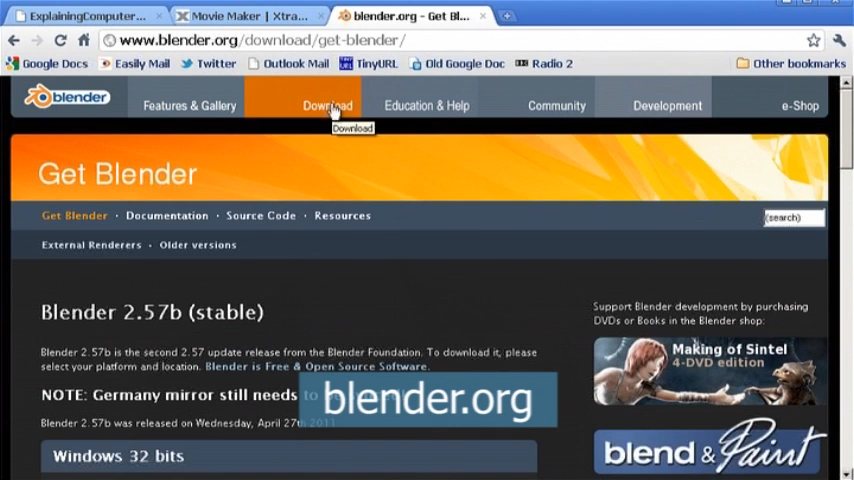 ExplainingComputer...
Movie Maker | Xtra...
blender.org - Get Bl...
www.blender.org/download/get-blender/
Google Docs
Easily Mail
Twitter
Outlook Mail
TinyURL
Old Google Doc
Radio 2
Other bookmarks
blender
Features & Gallery
Download
Education & Help
Community
Development
e-Shop
Download
Get Blender
Get Blender · Documentation · Source Code · Resources
(search)
External Renderers · Older versions
Blender 2.57b (stable)
Blender 2.57b is the second 2.57 update release from the Blender Foundation. To download it, please
select your platform and location. Blender is Free & Open Source Software.
NOTE: Germany mirror still needs
Blender 2.57b was released on Wednesday, April 27th 2011
Windows 32 bits
Support Blender development by purchasing
DVDs or Books in the Blender shop:
Making of Sintel
4-DVD edition
blend & Paint
blender.org